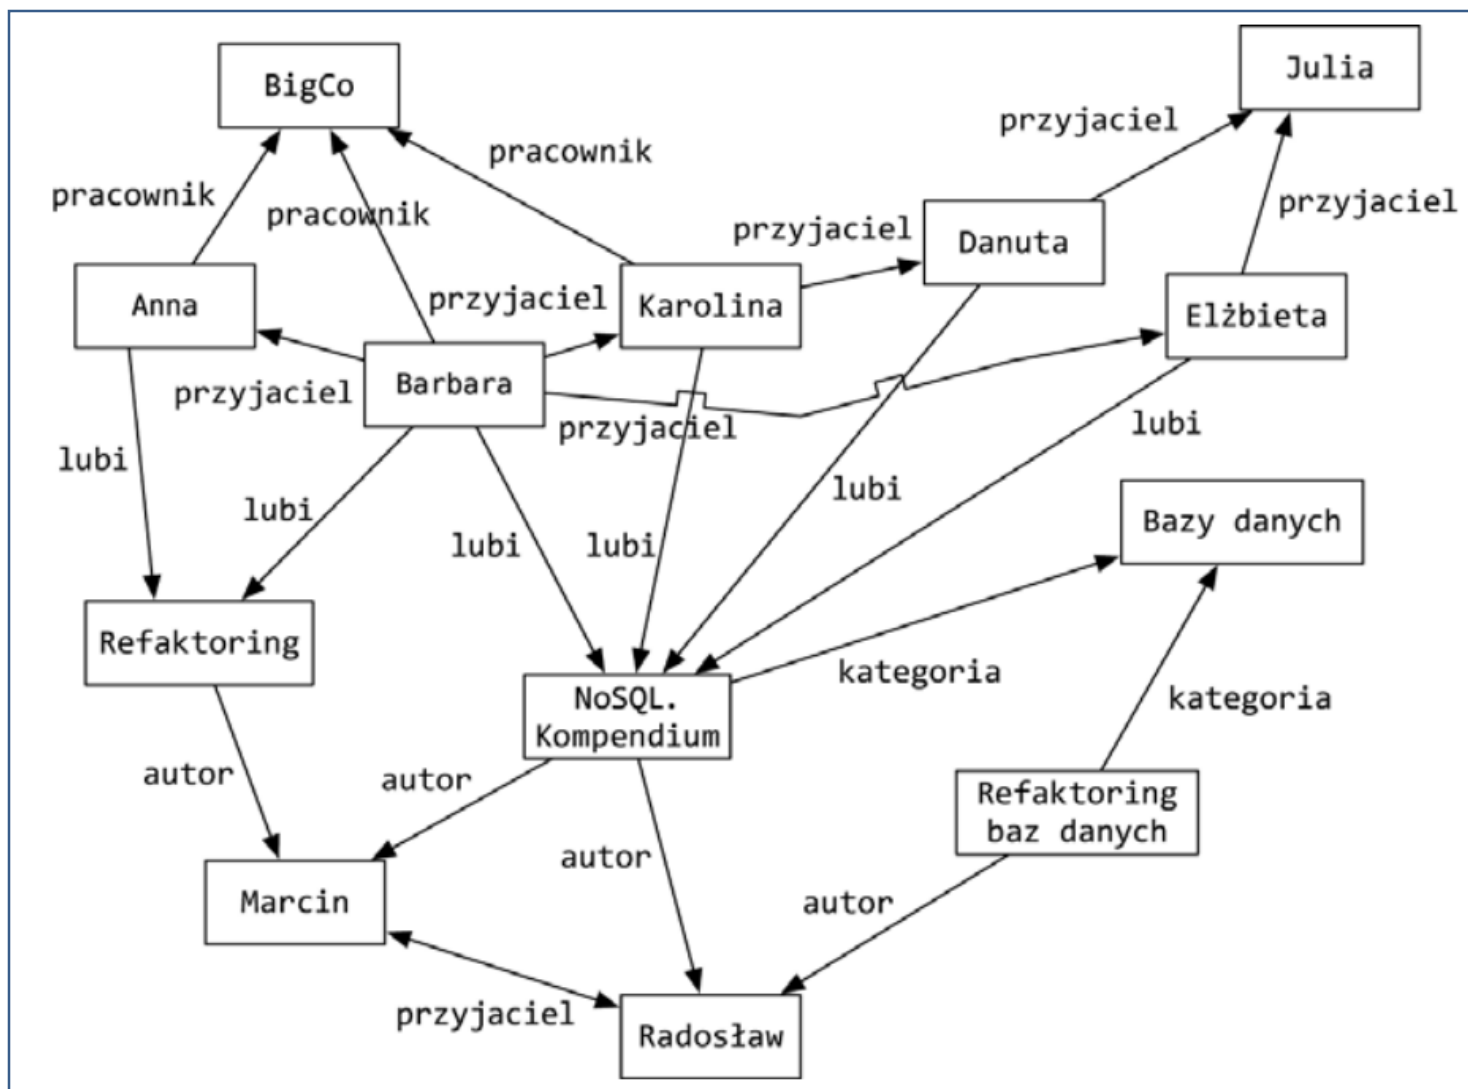 BigCo
Julia
przyjaciel
pracownik
pracownik
pracownik
przyjaciel
przyjaciel
Danuta
Anna
przyjaciel
Karolina
Elżbieta
przyjaciel
Barbara
przyjaciel
lubi
lubi
lubi
lubi
lubi
lubi
Bazy danych
Refaktoring
kategoria
kategoria
NoSQL.
Kompendium
autor
autor
Refaktoring
baz danych
autor
autor
Marcin
przyjaciel
Radosław